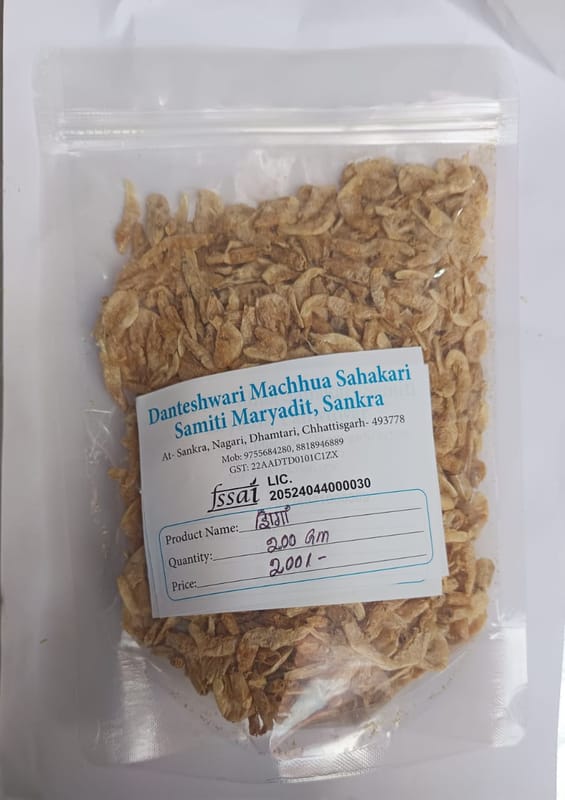 Danteshwari Machhua Sahakari
Samiti Maryadit, Sankra
At- Sankra, Nagari, Dhamtari, Chhattisgarh- 493778
Mob: 9755684280, 8818946889
GST: 22AADTD0101C1ZX
fssai LIC. 20524044000030
Product Name:
Quantity: 200 Gm
Price: 200/-